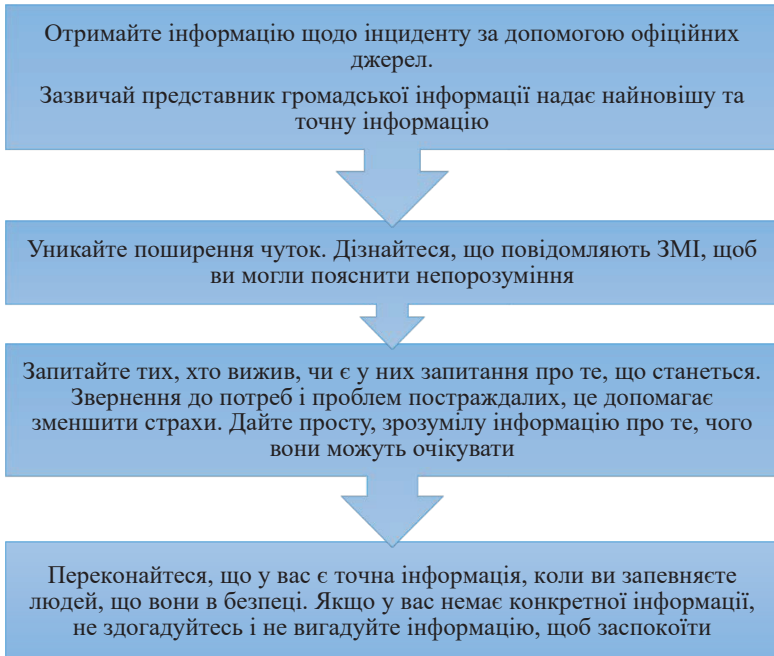 Отримайте інформацію щодо інциденту за допомогою офіційних
джерел.
Зазвичай представник громадської інформації надає найновішу та
точну інформацію
Уникайте поширення чуток. Дізнайтеся, що повідомляють ЗМІ, щоб
ви могли пояснити непорозуміння
Запитайте тих, хто вижив, чи є у них запитання про те, що станеться.
Звернення до потреб і проблем постраждалих, це допомагає
зменшити страхи. Дайте просту, зрозумілу інформацію про те, чого
вони можуть очікувати
Переконайтеся, що у вас є точна інформація, коли ви запевняєте
людей, що вони в безпеці. Якщо у вас немає конкретної інформації,
не здогадуйтесь і не вигадуйте інформацію, щоб заспокоїти